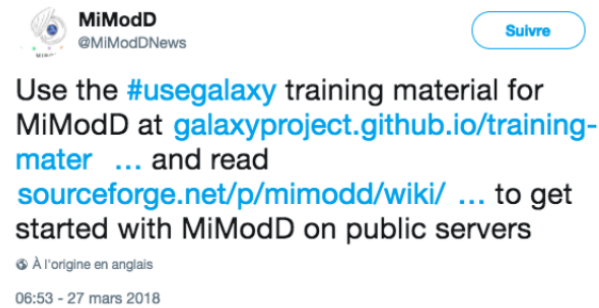 MiModD
@MiModDNews
Suivre
Use the #usegalaxy training material for
MiModD at galaxyproject.github.io/training-
mater … and read
sourceforge.net/p/mimodd/wiki/ … to get
started with MiModD on public servers
À l'origine en anglais
06:53 - 27 mars 2018